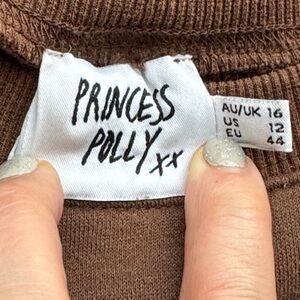 PRINCESS
POLLY xx
AU/UK 16
US 12
EU 44